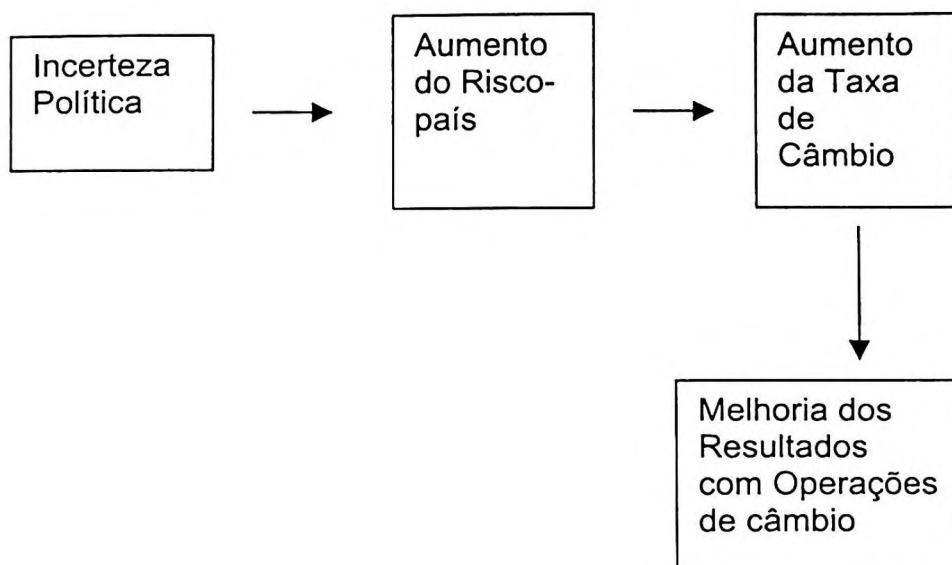 Incerteza
Política
Aumento
do Risco-
país
Aumento
da Taxa
de
Câmbio
Melhoria dos
Resultados
com Operações
de câmbio